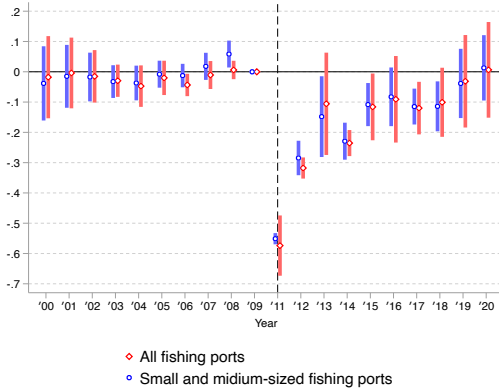 .2
.1
0
-.1
-.2
-.3
-.4
-.5
-.6
-.7
'00 '01 '02 '03 '04 '05 '06 '07 '08 '09 '11 '12 '13 '14 '15 '16 '17 '18 '19 '20
Year
All fishing ports
Small and midium-sized fishing ports